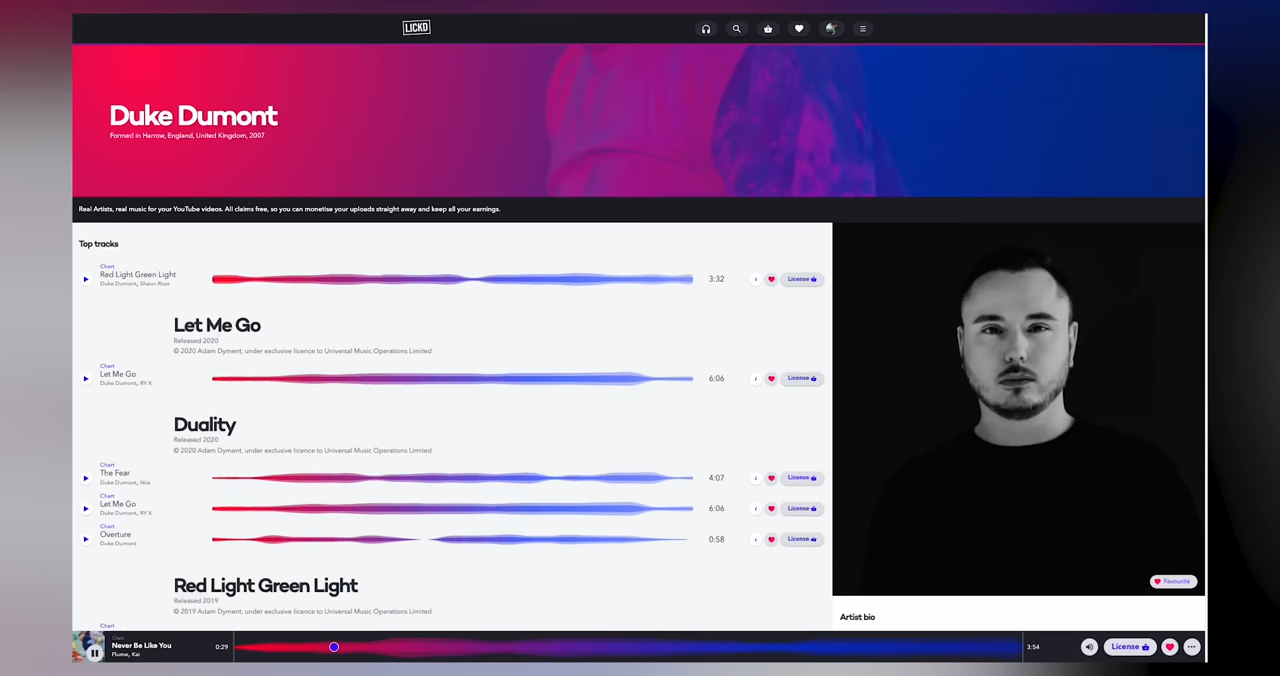 LICKD
Duke Dumont
Formed in Harrow, England, United Kingdom, 2007
Real Artists, real music for your YouTube videos. All claims free, so you can monetise your uploads straight away and keep all your earnings.
Top tracks
Chart
Red Light Green Light
Duke Dumont, Shaun Ross
3:32
i
License
Let Me Go
Released 2020
© 2020 Adam Dyment, under exclusive licence to Universal Music Operations Limited
Chart
Let Me Go
Duke Dumont, RY X
6:06
i
License
Duality
Released 2020
© 2020 Adam Dyment, under exclusive licence to Universal Music Operations Limited
Chart
The Fear
Duke Dumont, Niia
4:07
i
License
Chart
Let Me Go
Duke Dumont, RY X
6:06
i
License
Chart
Overture
Duke Dumont
0:58
i
License
Red Light Green Light
Released 2019
© 2019 Adam Dyment, under exclusive licence to Universal Music Operations Limited
Chart
Favourite
Artist bio
Chart
Never Be Like You
Flume, Kai
0:29
3:54
License